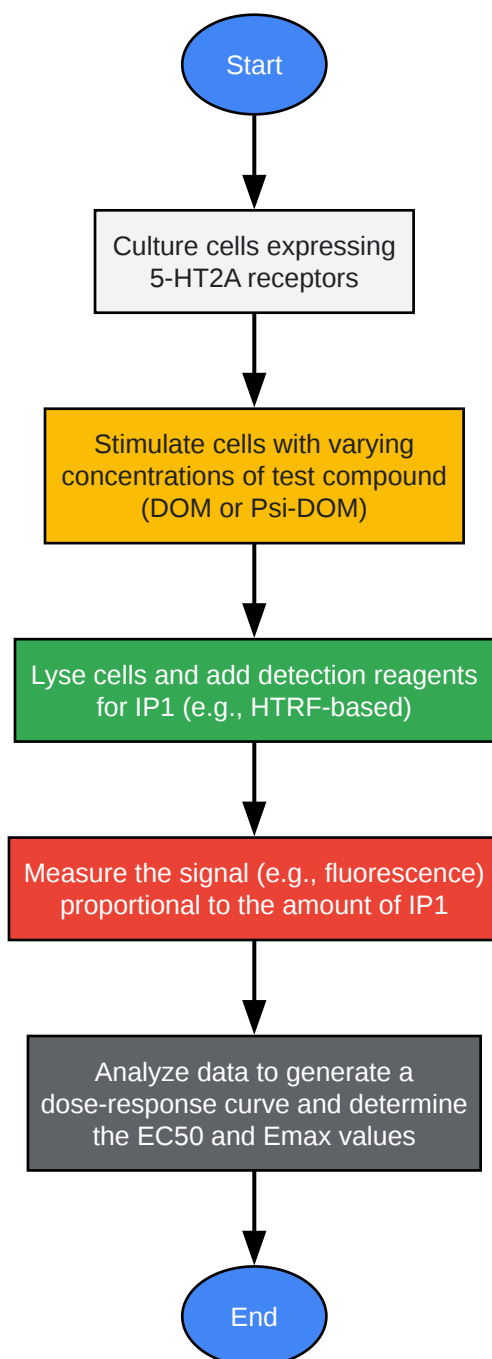 Start
Culture cells expressing
5-HT2A receptors
Stimulate cells with varying
concentrations of test compound
(DOM or Psi-DOM)
Lyse cells and add detection reagents
for IP1 (e.g., HTRF-based)
Measure the signal (e.g., fluorescence)
proportional to the amount of IP1
Analyze data to generate a
dose-response curve and determine
the EC50 and Emax values
End